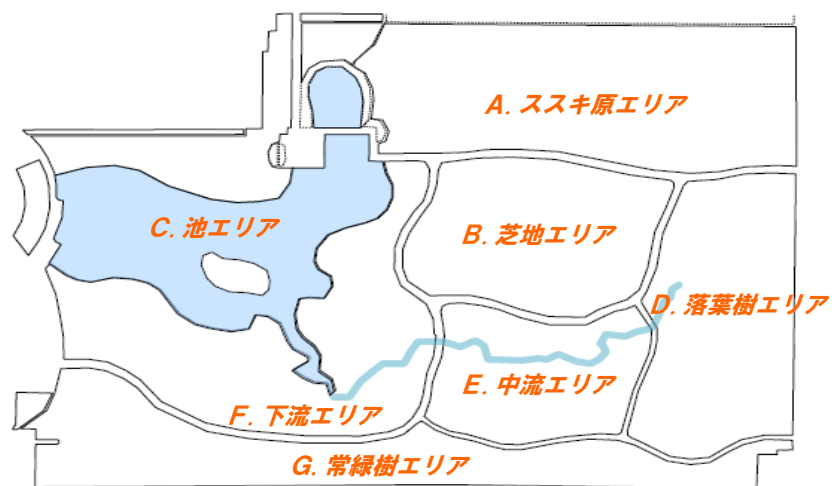 A. ススキ原エリア
C. 池エリア
B. 芝地エリア
D. 落葉樹エリア
E. 中流エリア
F. 下流エリア
G. 常緑樹エリア